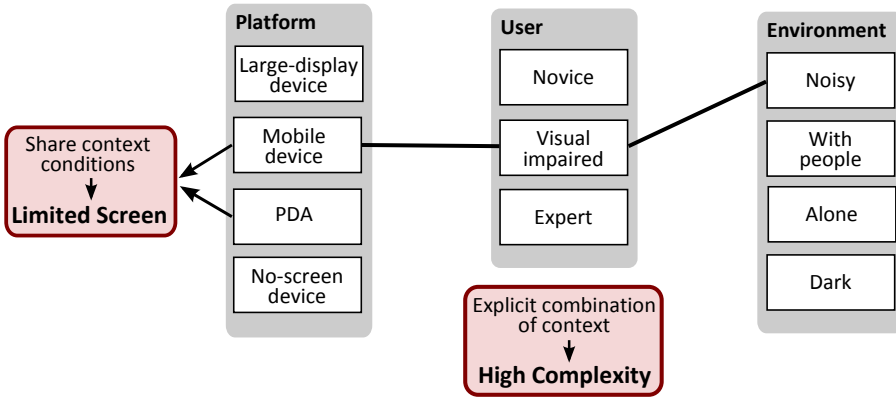 Platform
Large-display
device
Mobile
device
PDA
No-screen
device
User
Novice
Visual
impaired
Expert
Environment
Noisy
With
people
Alone
Dark
Share context
conditions
Limited Screen
Explicit combination
of context
High Complexity